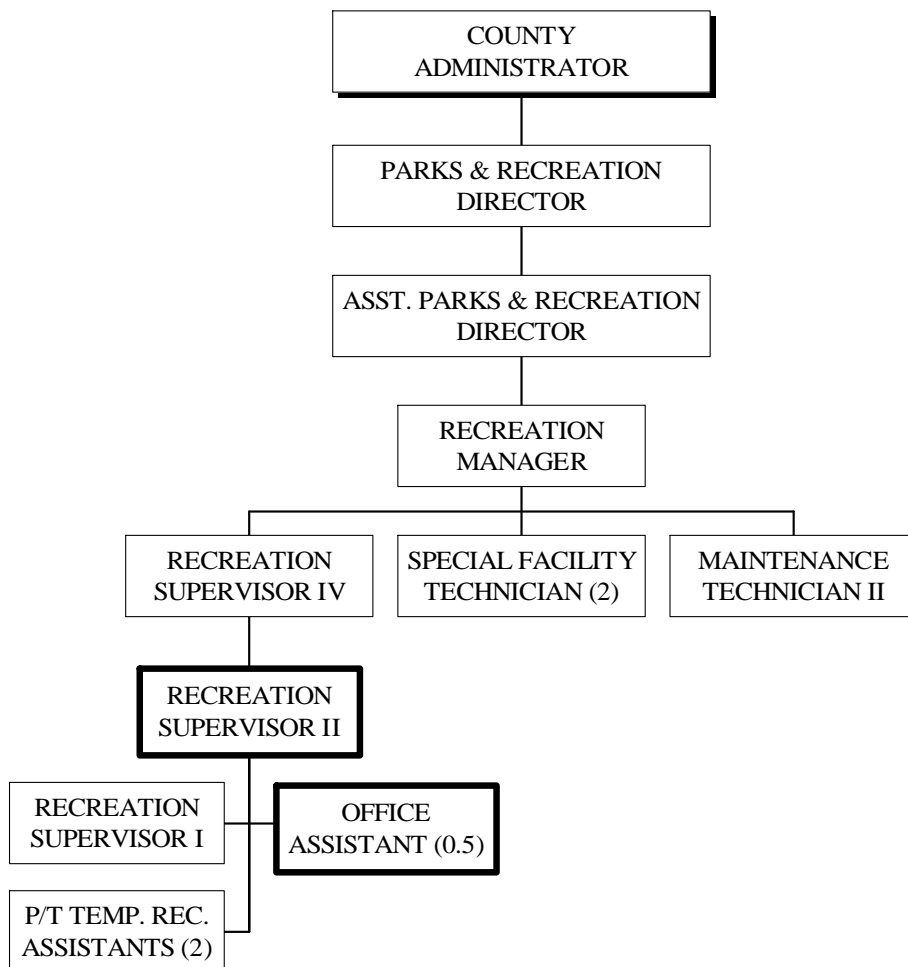 COUNTY
ADMINISTRATOR
PARKS & RECREATION
DIRECTOR
ASST. PARKS & RECREATION
DIRECTOR
RECREATION
MANAGER
RECREATION
SUPERVISOR IV
SPECIAL FACILITY
TECHNICIAN (2)
MAINTENANCE
TECHNICIAN II
RECREATION
SUPERVISOR II
RECREATION
SUPERVISOR I
OFFICE
ASSISTANT (0.5)
P/T TEMP. REC.
ASSISTANTS (2)